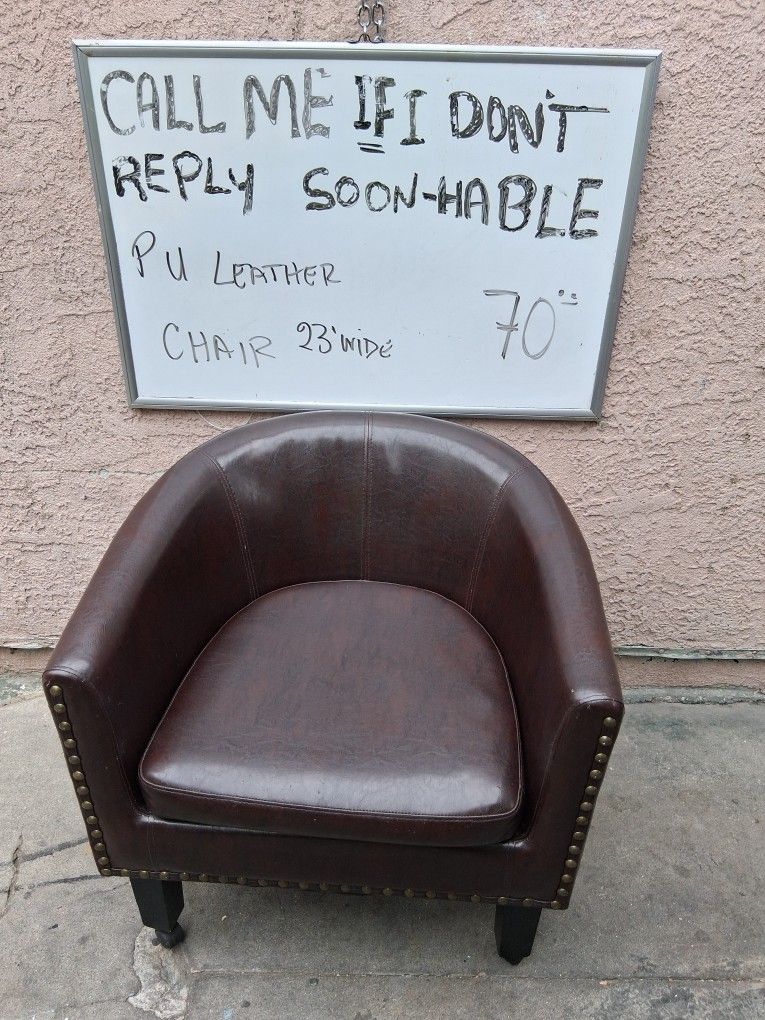 CALL ME IF I DON'T
REPLY SOON-HABLE
PU LEATHER
CHAIR 23'WIDE 70°°